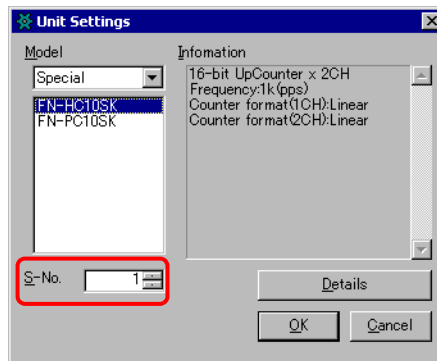 Unit Settings
Model
Infomation
Special
FN-HC10SK
FN-PC10SK
16-bit UpCounter x 2CH
Frequency:1k(pps)
Counter format(1CH):Linear
Counter format(2CH):Linear
S-No.
1
Details
OK
Cancel